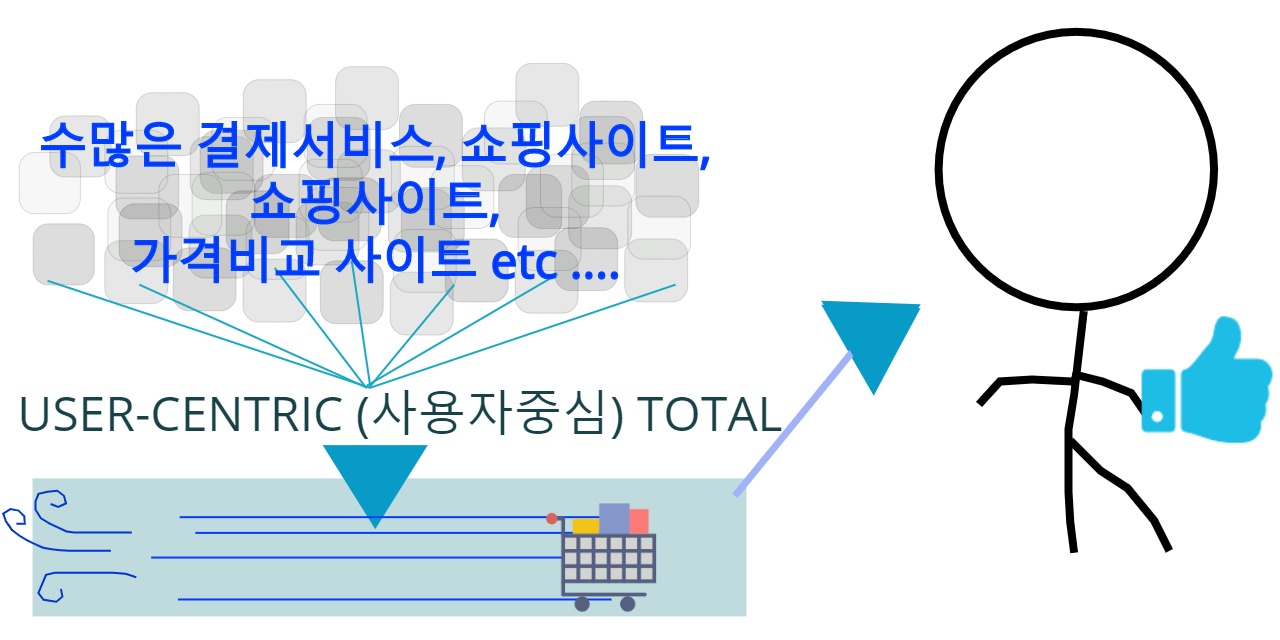 수많은 결제서비스, 쇼핑사이트,
쇼핑사이트,
가격비교 사이트 etc ....
USER-CENTRIC (사용자중심) TOTAL